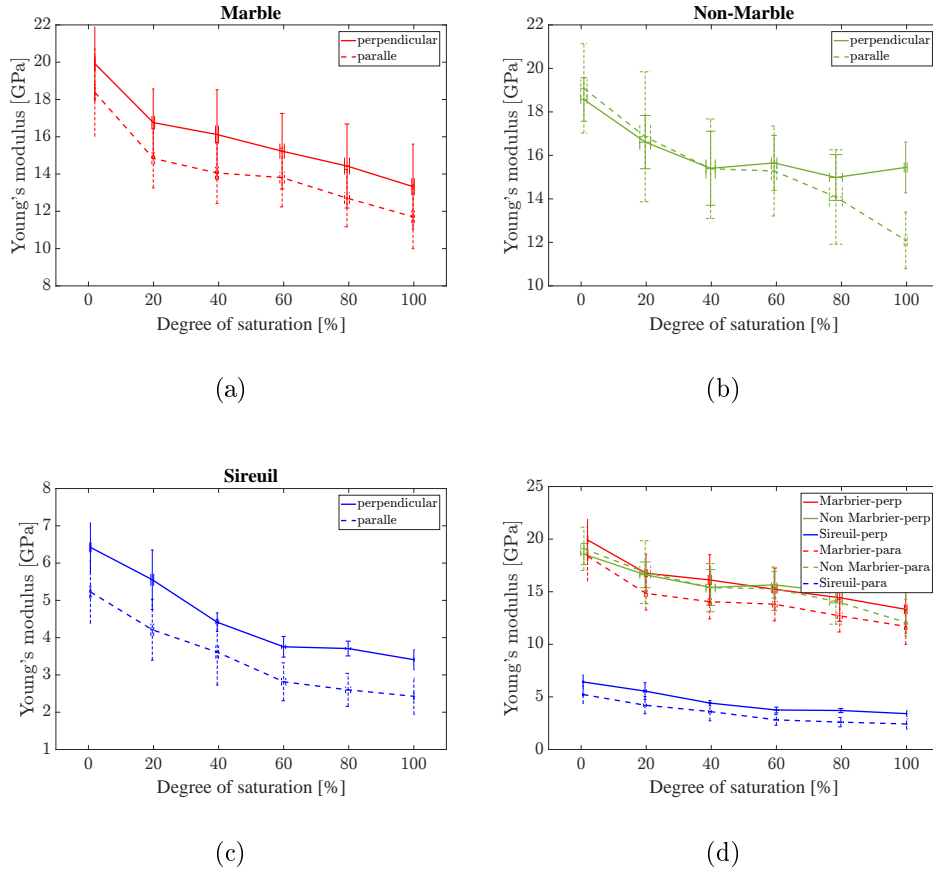 Marble
22
20
18
16
14
12
10
8
Young's modulus [GPa]
perpendicular
paralle
0 20 40 60 80 100
Degree of saturation [%]
(a)
Non-Marble
22
20
18
16
14
12
10
Young's modulus [GPa]
perpendicular
paralle
0 20 40 60 80 100
Degree of saturation [%]
(b)
Sireuil
8
7
6
5
4
3
2
1
Young's modulus [GPa]
perpendicular
paralle
0 20 40 60 80 100
Degree of saturation [%]
(c)
25
20
15
10
5
0
Young's modulus [GPa]
Marbrier-perp
Non Marbrier-perp
Sireuil-perp
Marbrier-para
Non Marbrier-para
Sireuil-para
0 20 40 60 80 100
Degree of saturation [%]
(d)